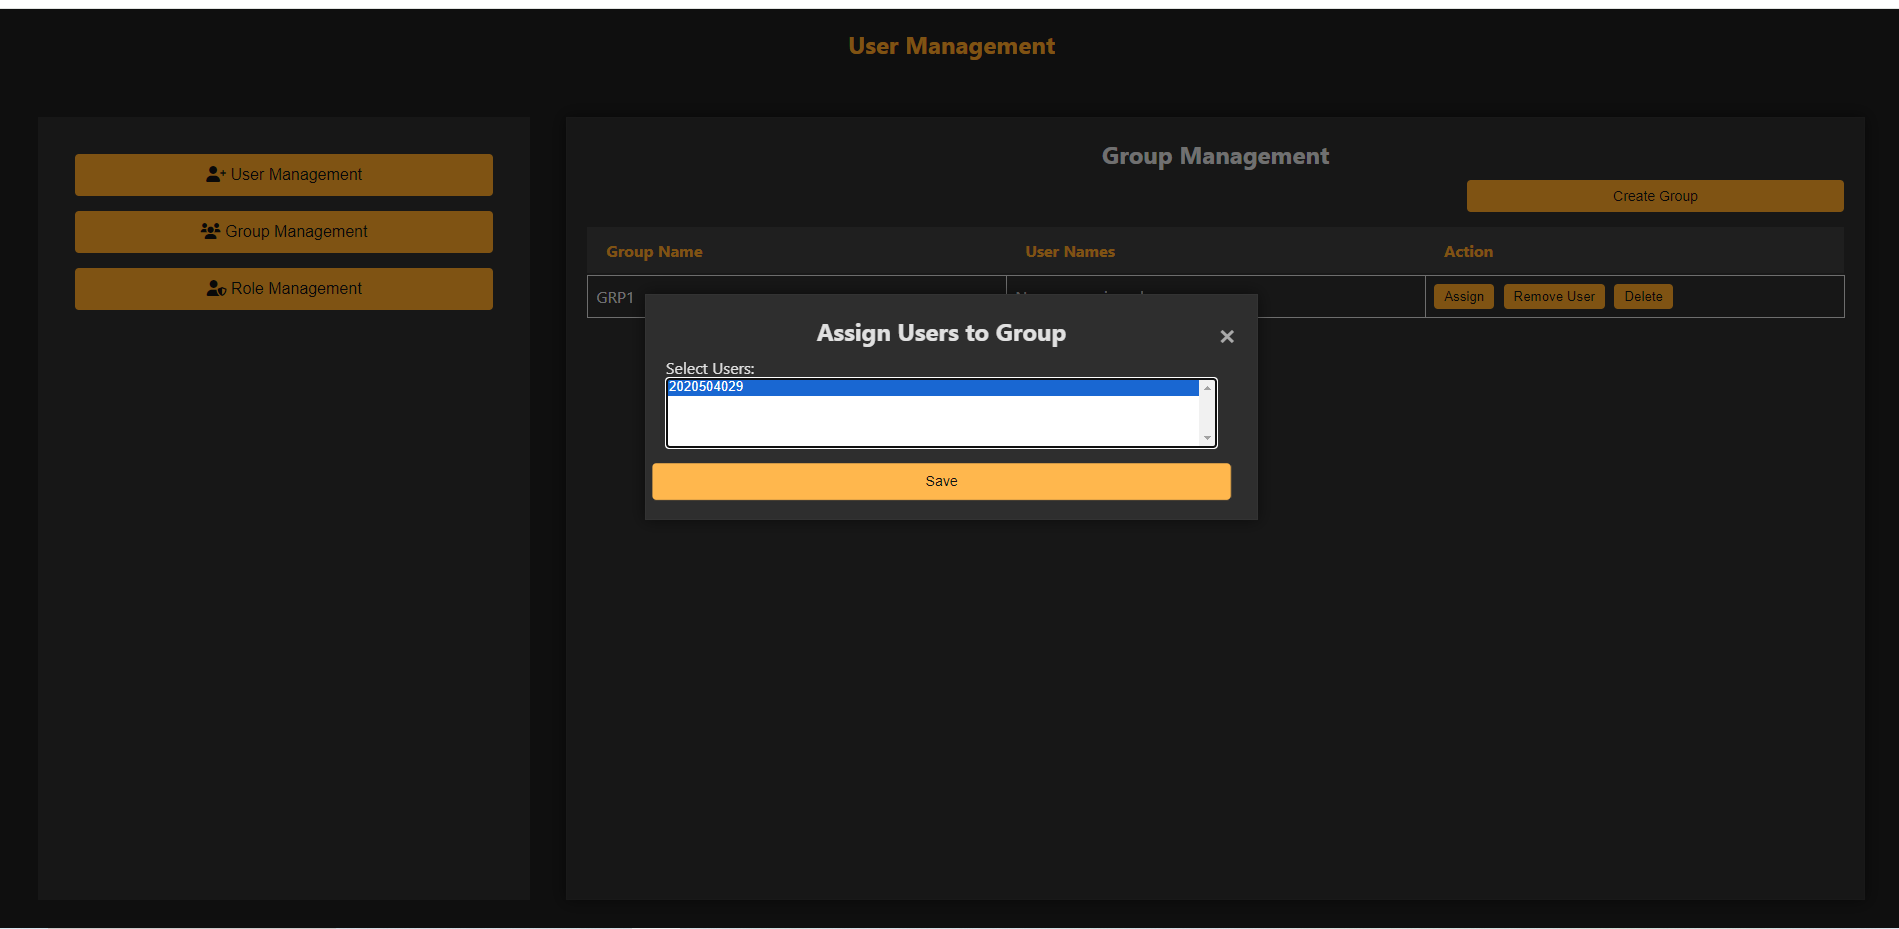 User Management
User Management
Group Management
Role Management
Group Management
Create Group
Group Name User Names Action
GRP1 Assign Remove User Delete
Assign Users to Group ×
Select Users:
2020504029
Save